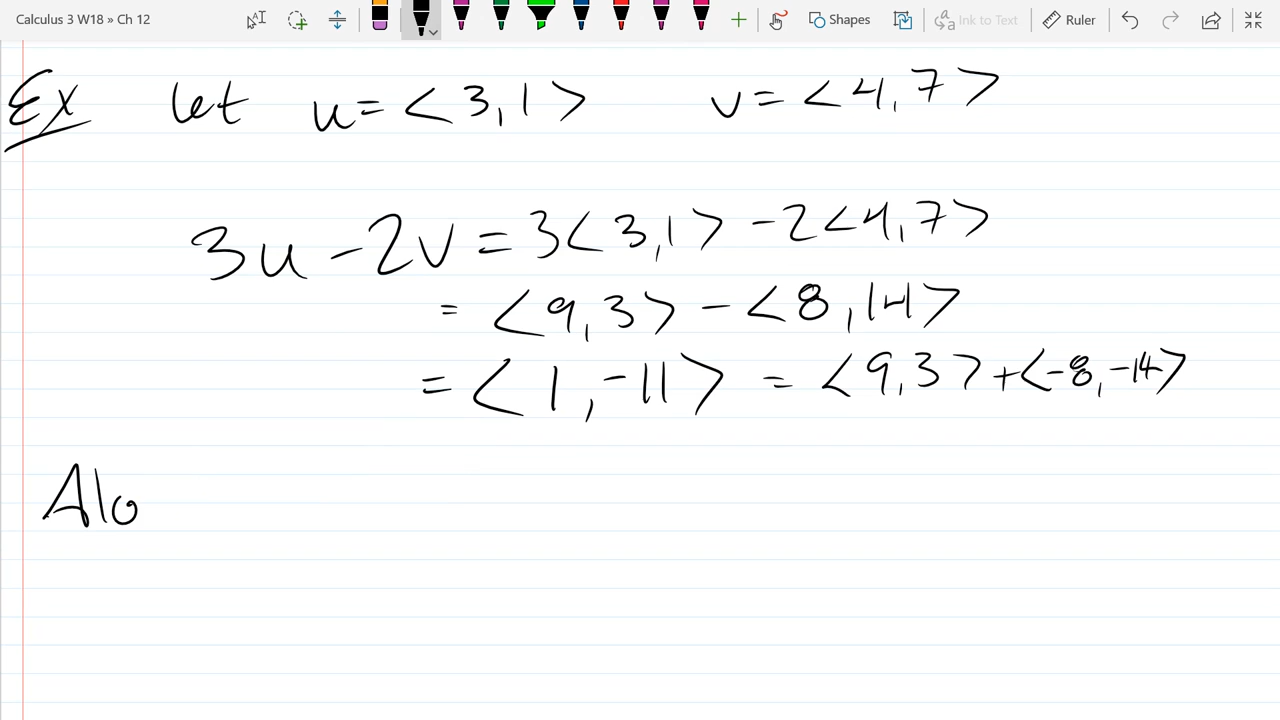 Calculus 3 W18 » Ch 12
Shapes
Ink to Text
Ruler
Ex let u = <3,1> v = <4,7>
3u - 2v = 3<3,1> - 2<4,7>
= <9,3> - <8,14>
= <1,-11> = <9,3> + <-8,-14>
Alo